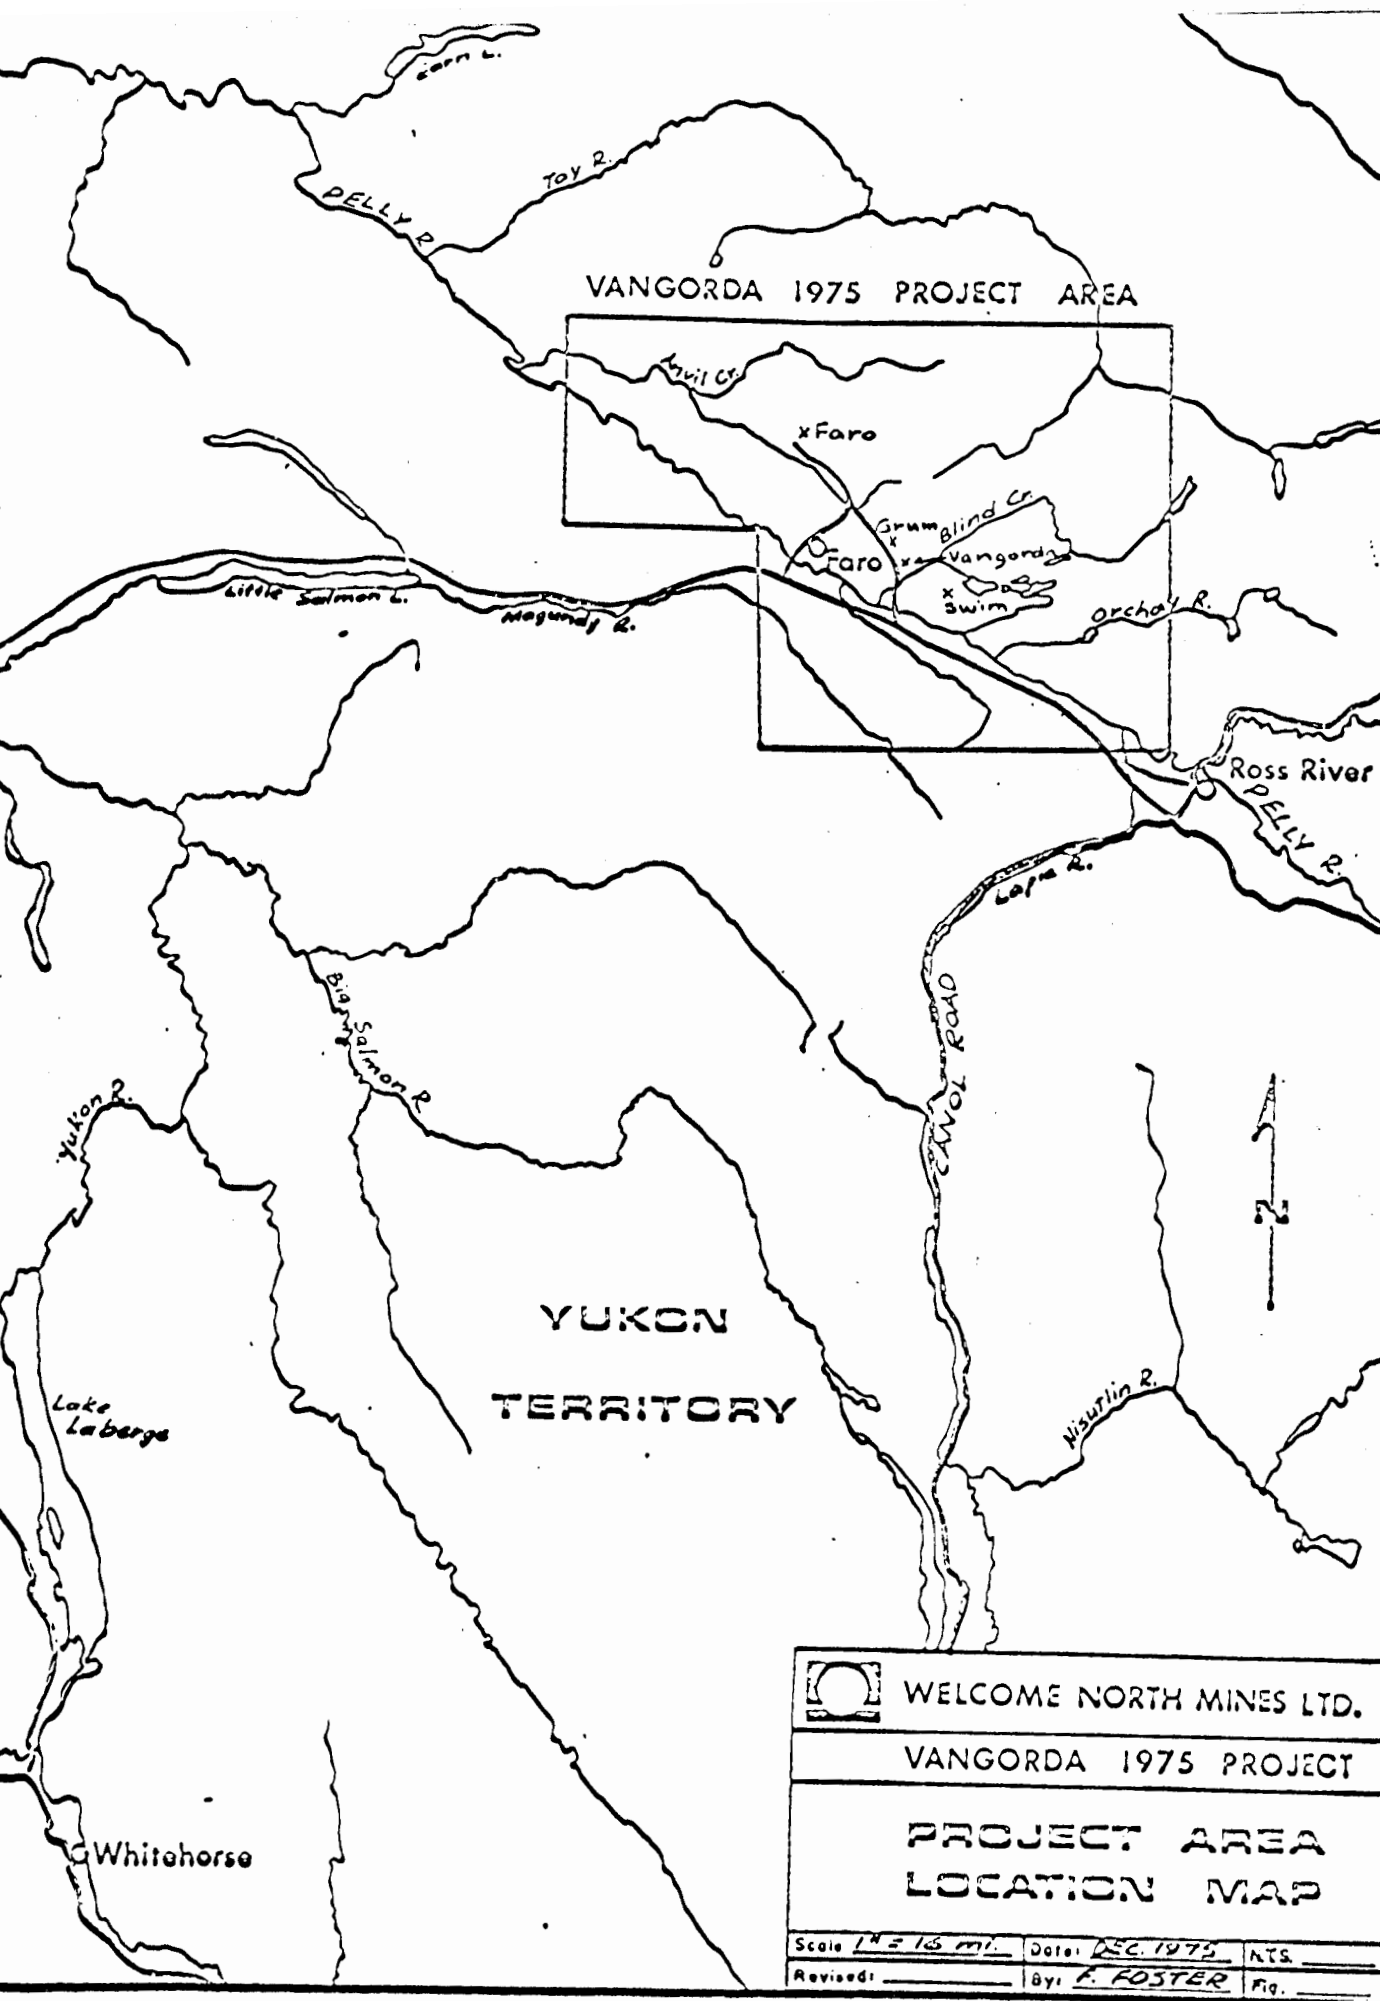 Earn L.
Toy R.
PELLY R
VANGORDA 1975 PROJECT AREA
Anvil Cr.
xFaro
Grum
x
Blind Cr.
Faro
x
Vangorda
x
Swim
Orchay R.
Little Salmon L.
Magundy R.
Ross River
PELLY R.
Lapie R.
CANOL ROAD
Big Salmon R
Yukon R.
N
YUKON
TERRITORY
Lake
Laberge
Nisutlin R.
Whitehorse
WELCOME NORTH MINES LTD.
VANGORDA 1975 PROJECT
PROJECT AREA
LOCATION MAP
Scale 1" = 16 mi. Date: DEC. 1975 N.T.S.
Revised: By: F. FOSTER Fig.